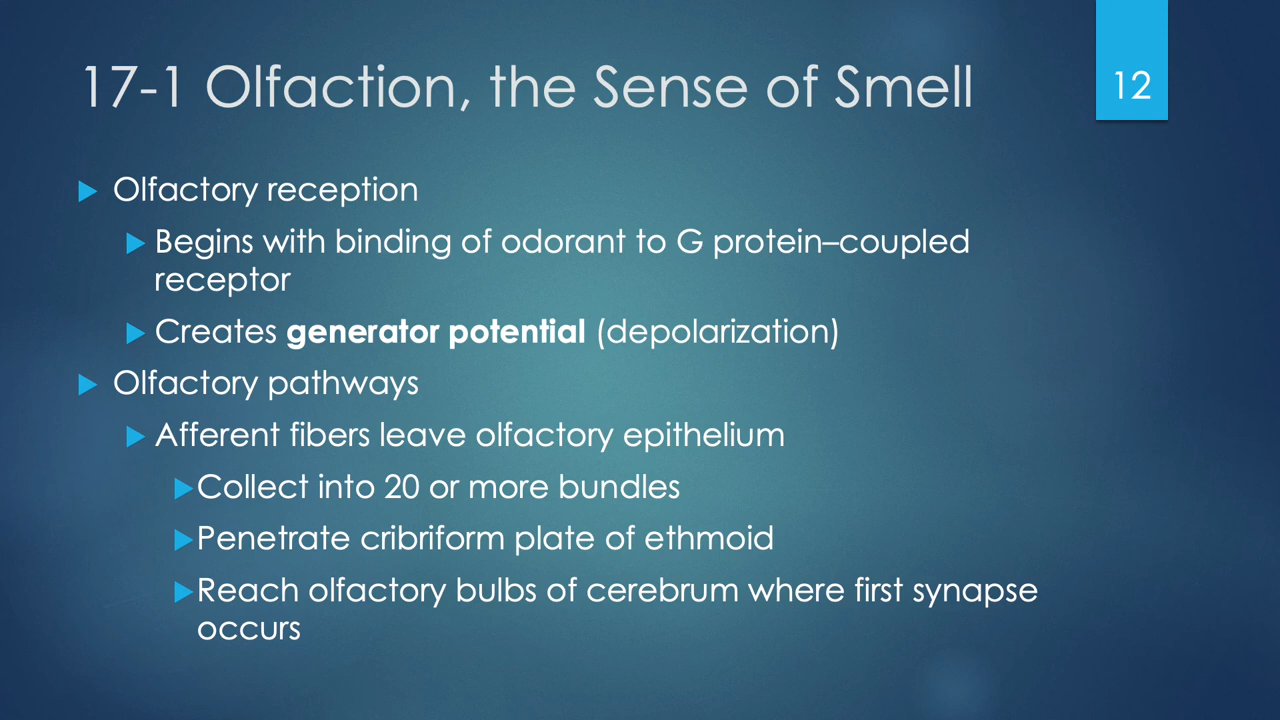 17-1 Olfaction, the Sense of Smell
12
Olfactory reception
Begins with binding of odorant to G protein–coupled
receptor
Creates generator potential (depolarization)
Olfactory pathways
Afferent fibers leave olfactory epithelium
Collect into 20 or more bundles
Penetrate cribriform plate of ethmoid
Reach olfactory bulbs of cerebrum where first synapse
occurs